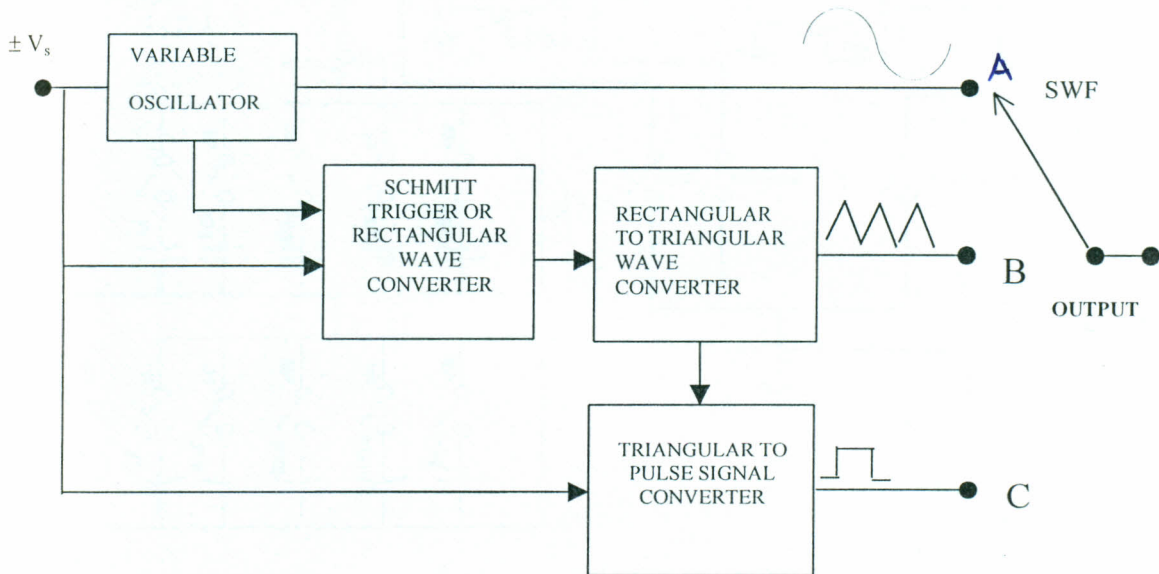 ± Vs
VARIABLE
OSCILLATOR
A
SWF
SCHMITT
TRIGGER OR
RECTANGULAR
WAVE
CONVERTER
RECTANGULAR
TO TRIANGULAR
WAVE
CONVERTER
B
OUTPUT
TRIANGULAR TO
PULSE SIGNAL
CONVERTER
C